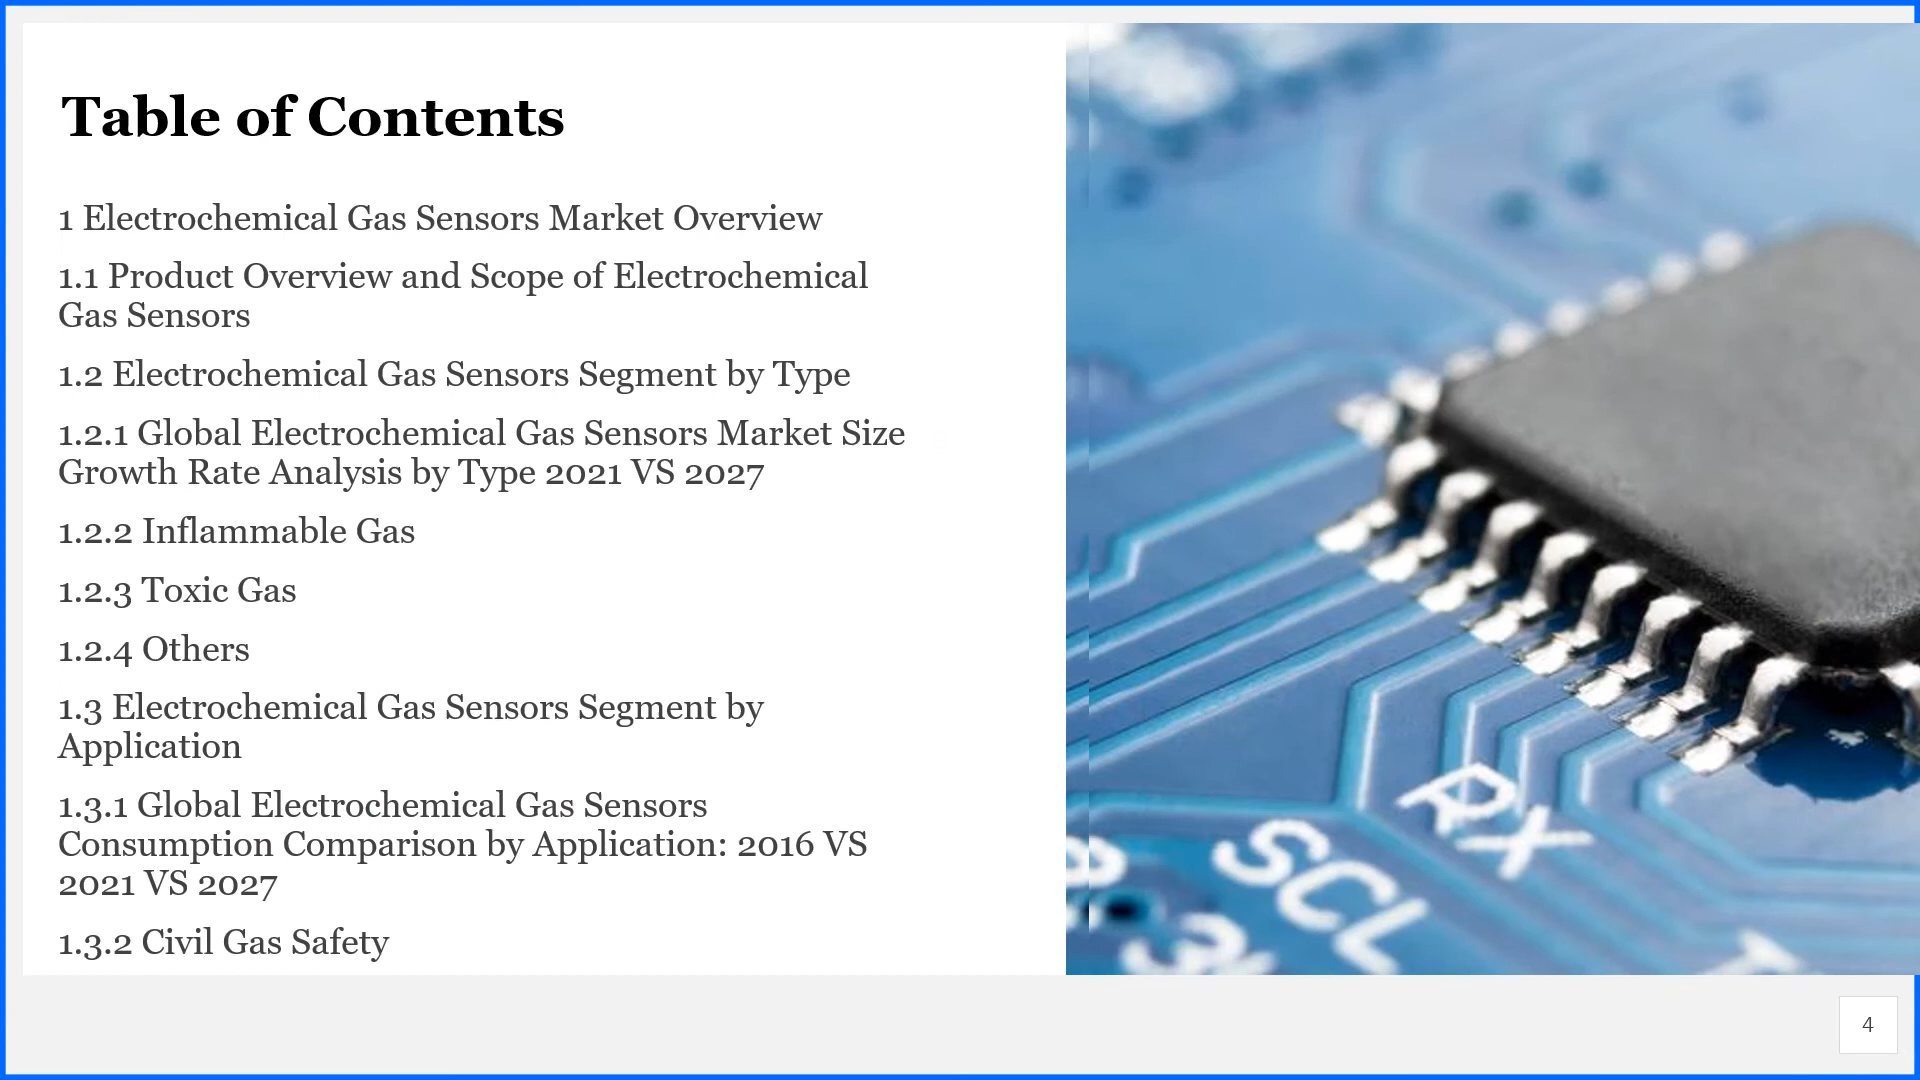 Table of Contents
1 Electrochemical Gas Sensors Market Overview
1.1 Product Overview and Scope of Electrochemical
Gas Sensors
1.2 Electrochemical Gas Sensors Segment by Type
1.2.1 Global Electrochemical Gas Sensors Market Size
Growth Rate Analysis by Type 2021 VS 2027
1.2.2 Inflammable Gas
1.2.3 Toxic Gas
1.2.4 Others
1.3 Electrochemical Gas Sensors Segment by
Application
1.3.1 Global Electrochemical Gas Sensors
Consumption Comparison by Application: 2016 VS
2021 VS 2027
1.3.2 Civil Gas Safety
RX
SCL
4